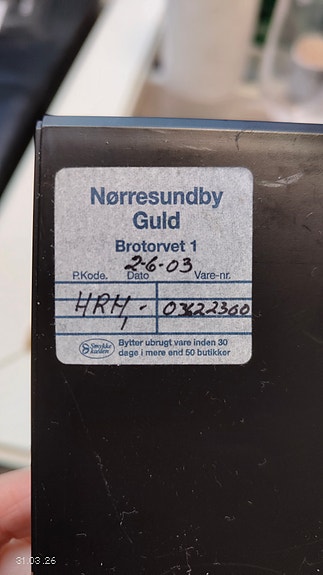 Nørresundby
Guld
Brotorvet 1
2-6-03
P.Kode. Dato Vare-nr.
HRH,- 03622300
Smykke kæden
Bytter ubrugt vare inden 30
dage i mere end 50 butikker
31.03.26